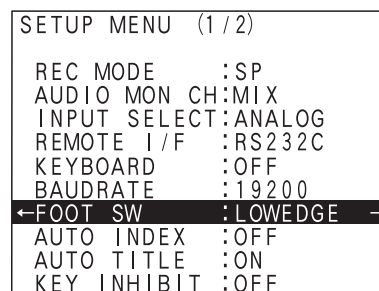 SETUP MENU (1/2)
REC MODE :SP
AUDIO MON CH:MIX
INPUT SELECT:ANALOG
REMOTE I/F :RS232C
KEYBOARD :OFF
BAUDRATE :19200
←FOOT SW :LOWEDGE -
AUTO INDEX :OFF
AUTO TITLE :ON
KEY INHIBIT :OFF